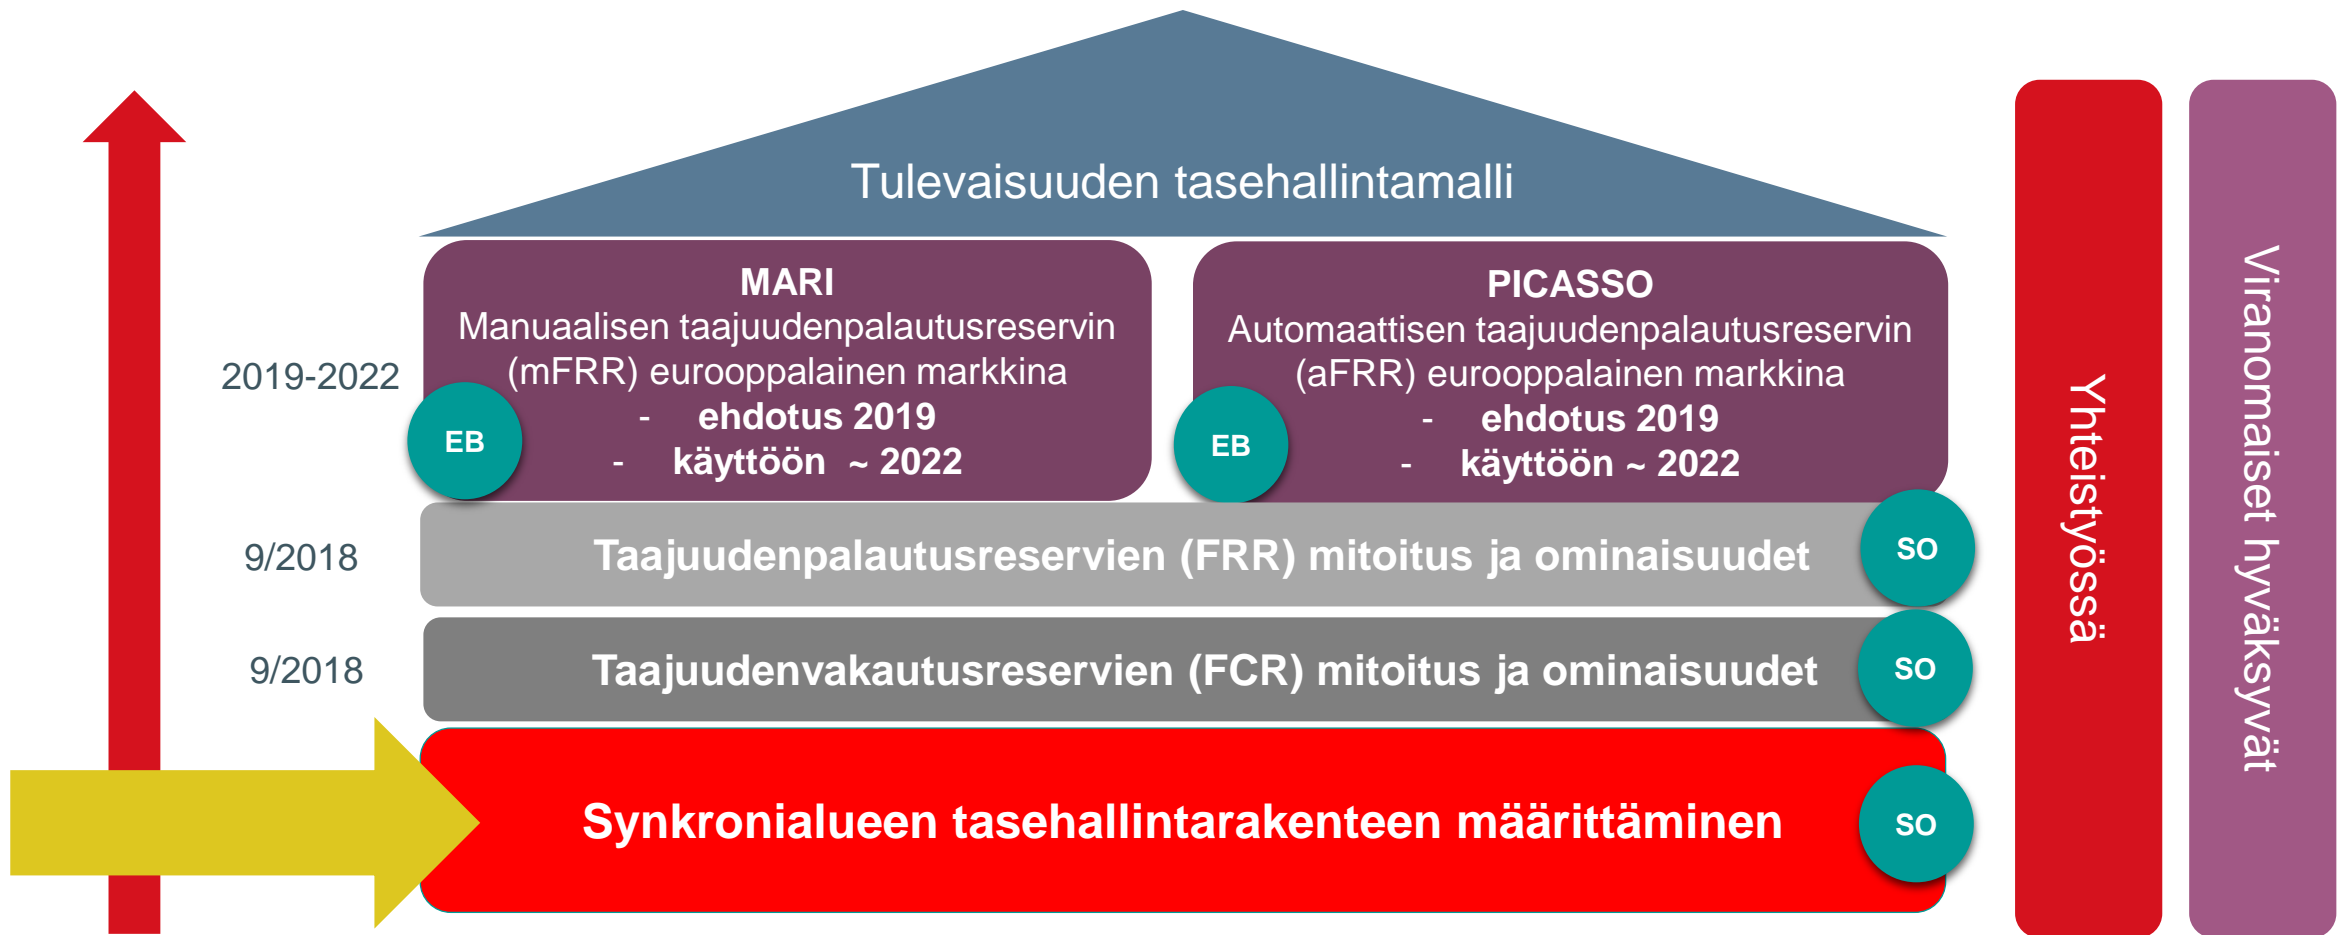 Tulevaisuuden tasehallintamalli
2019-2022
MARI
Manuaalisen taajuudenpalautusreservin
(mFRR) eurooppalainen markkina
- ehdotus 2019
- käyttöön ~ 2022
EB
PICASSO
Automaattisen taajuudenpalautusreservin
(aFRR) eurooppalainen markkina
- ehdotus 2019
- käyttöön ~ 2022
EB
9/2018
Taajuudenpalautusreservien (FRR) mitoitus ja ominaisuudet
SO
9/2018
Taajuudenvakautusreservien (FCR) mitoitus ja ominaisuudet
SO
Synkronialueen tasehallintarakenteen määrittäminen
SO
Yhteistyössä
Viranomaiset hyväksyvät